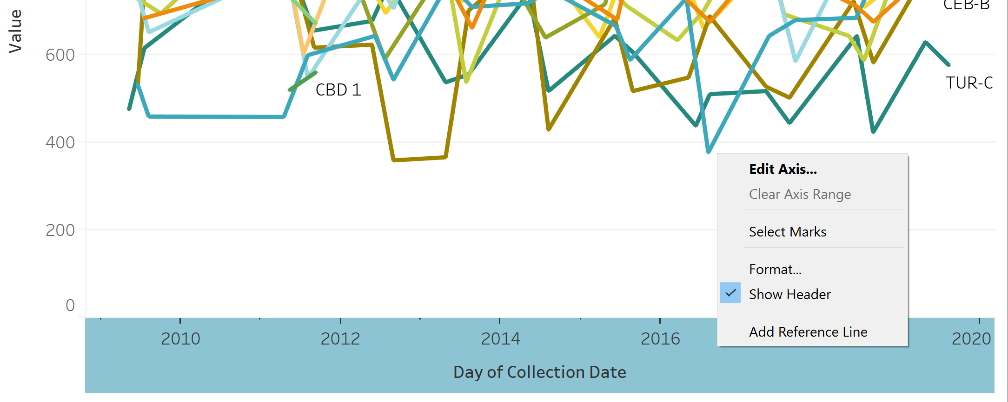 CEB-B
Value
600
CBD 1
TUR-C
400
200
0
Edit Axis...
Clear Axis Range
Select Marks
Format...
Show Header
Add Reference Line
2010
2012
2014
2016
2020
Day of Collection Date